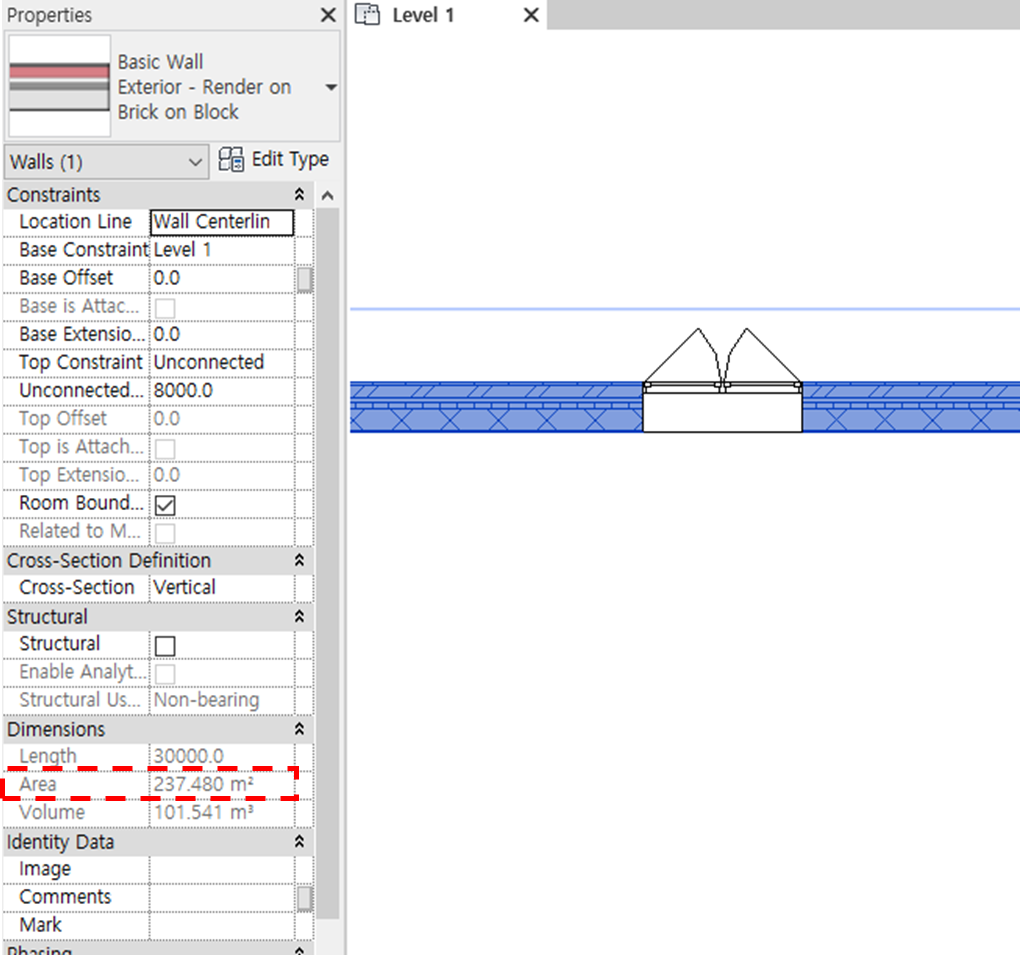 Properties
Level 1
Basic Wall
Exterior - Render on
Brick on Block
Walls (1)
Edit Type
Constraints
Location Line Wall Centerlin
Base Constraint Level 1
Base Offset 0.0
Base is Attac...
Base Extensio... 0.0
Top Constraint Unconnected
Unconnected... 8000.0
Top Offset 0.0
Top is Attach...
Top Extensio... 0.0
Room Bound...
Related to M...
Cross-Section Definition
Cross-Section Vertical
Structural
Structural
Enable Analyt...
Structural Us... Non-bearing
Dimensions
Length 30000.0
Area 237.480 m²
Volume 101.541 m³
Identity Data
Image
Comments
Mark
Phasing